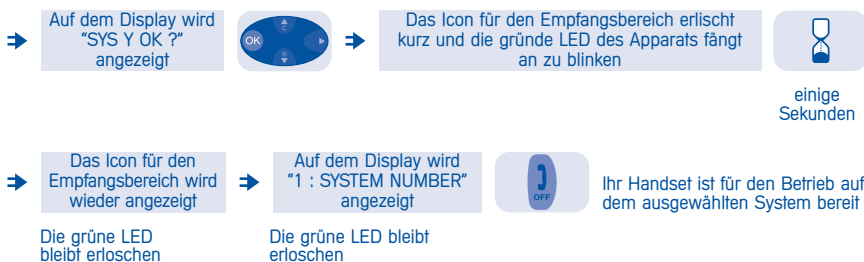 Auf dem Display wird
"SYS Y OK ?"
angezeigt
C
OK
R
Das Icon für den Empfangsbereich erlischt
kurz und die gründe LED des Apparats fängt
an zu blinken
einige
Sekunden
Das Icon für den
Empfangsbereich wird
wieder angezeigt
Die grüne LED
bleibt erloschen
Auf dem Display wird
"1 : SYSTEM NUMBER"
angezeigt
Die grüne LED bleibt
erloschen
OFF
Ihr Handset ist für den Betrieb auf
dem ausgewählten System bereit